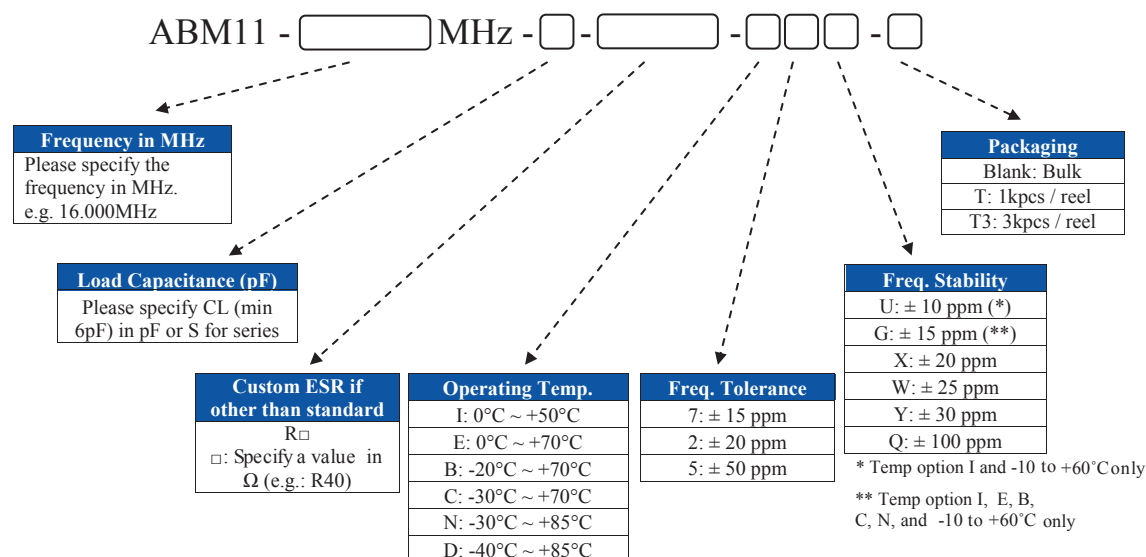 ABM11 - MHz - - - -
Frequency in MHz
Please specify the
frequency in MHz.
e.g. 16.000MHz
Packaging
Blank: Bulk
T: 1kpcs / reel
T3: 3kpcs / reel
Load Capacitance (pF)
Please specify CL (min
6pF) in pF or S for series
Custom ESR if
other than standard
R□
□: Specify a value in
Ω (e.g.: R40)
Operating Temp.
I: 0°C ~ +50°C
E: 0°C ~ +70°C
B: -20°C ~ +70°C
C: -30°C ~ +70°C
N: -30°C ~ +85°C
D: -40°C ~ +85°C
Freq. Tolerance
7: ± 15 ppm
2: ± 20 ppm
5: ± 50 ppm
Freq. Stability
U: ± 10 ppm (*)
G: ± 15 ppm (**)
X: ± 20 ppm
W: ± 25 ppm
Y: ± 30 ppm
Q: ± 100 ppm
* Temp option I and -10 to +60˚C only
** Temp option I, E, B,
C, N, and -10 to +60˚C only